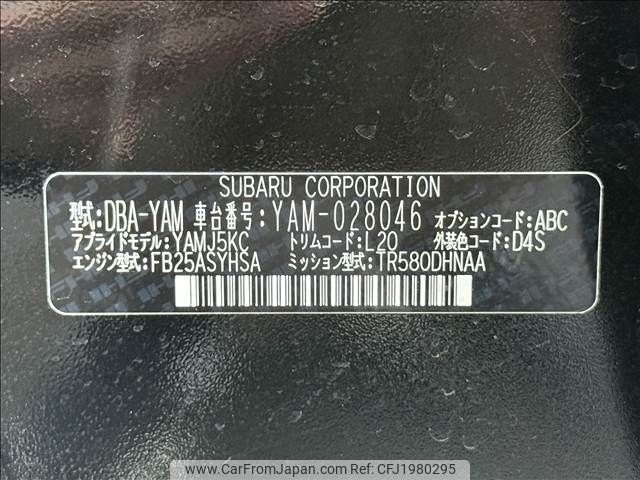 SUBARU CORPORATION
型式:DBA-YAM 車台番号:YAM-028046 オプションコード:ABC
アプライドモデル:YAMJ5KC トリムコード:L20 外装色コード:D4S
エンジン型式:FB25ASYHSA ミッション型式:TR580DHNAA
www.CarFromJapan.com | Ref.No: CFJ1980295